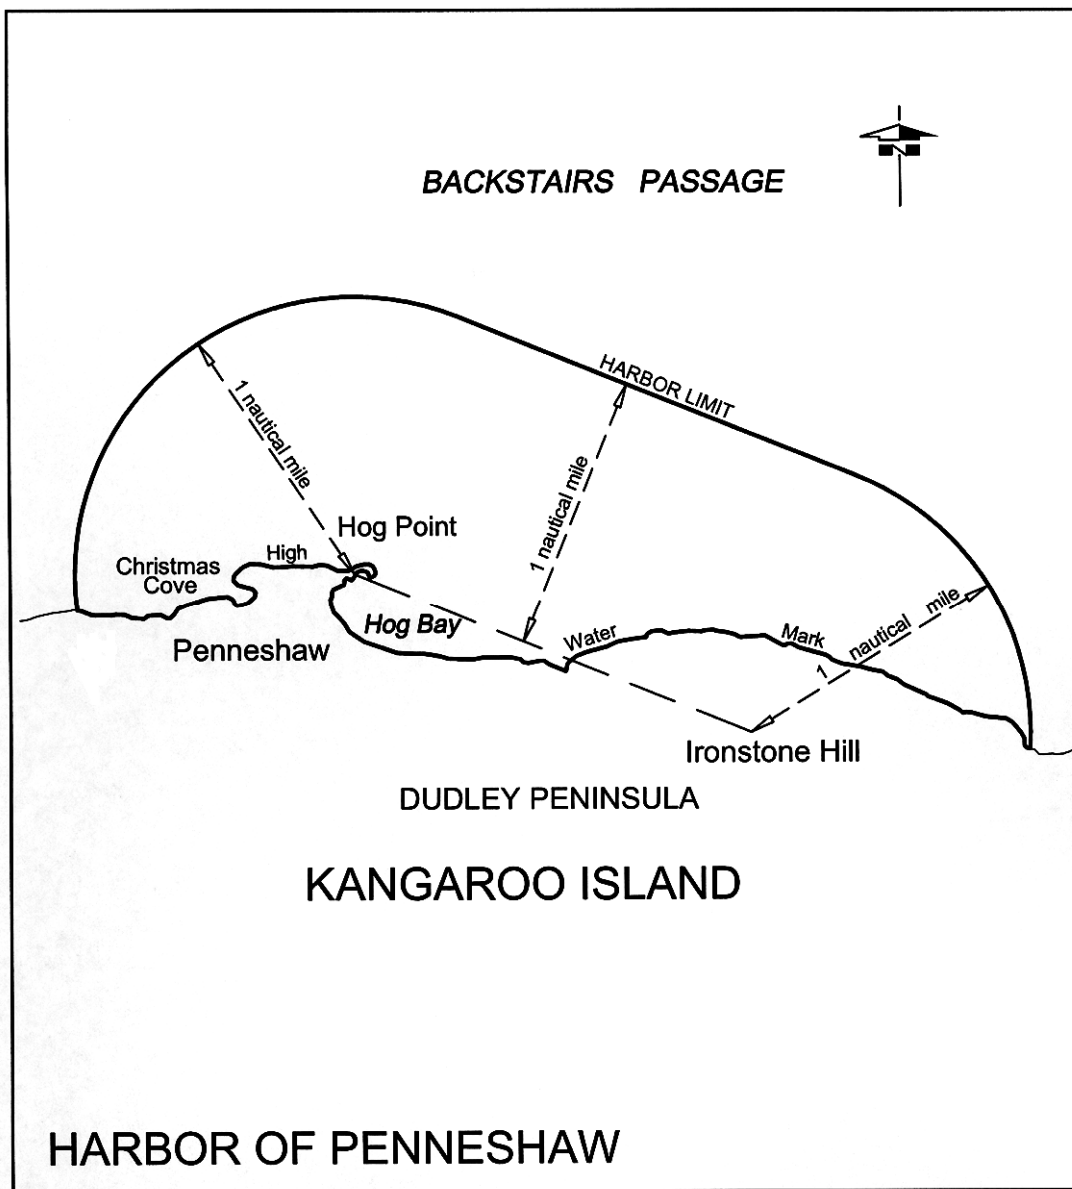 N
BACKSTAIRS PASSAGE
HARBOR LIMIT
1 nautical mile
1 nautical mile
Hog Point
High
Christmas
Cove
Hog Bay
Water
Mark
1 nautical mile
Penneshaw
Ironstone Hill
DUDLEY PENINSULA
KANGAROO ISLAND
HARBOR OF PENNESHAW